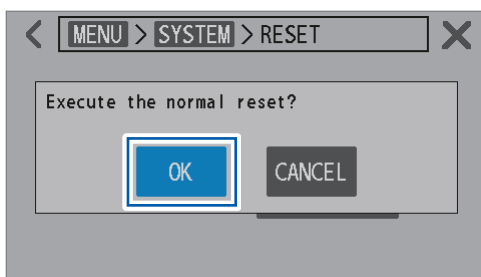 MENU > SYSTEM > RESET
Execute the normal reset?
OK
CANCEL